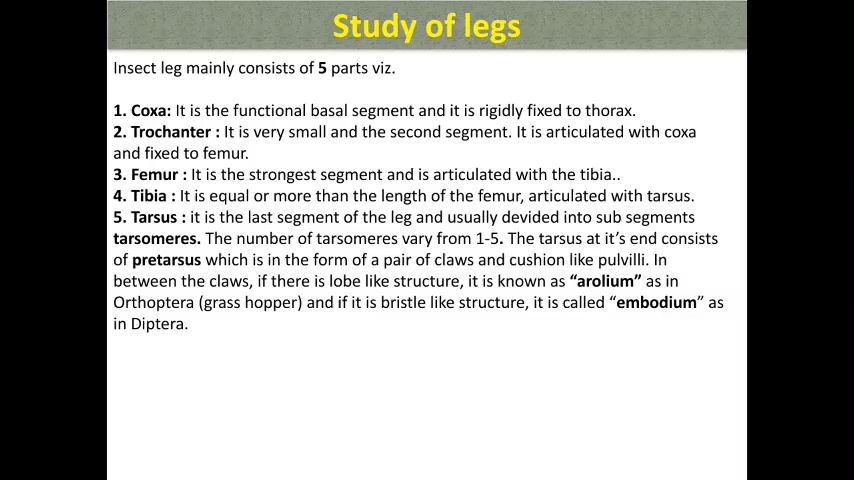 Study of legs
Insect leg mainly consists of 5 parts viz.
1. Coxa: It is the functional basal segment and it is rigidly fixed to thorax.
2. Trochanter : It is very small and the second segment. It is articulated with coxa
and fixed to femur.
3. Femur : It is the strongest segment and is articulated with the tibia..
4. Tibia : It is equal or more than the length of the femur, articulated with tarsus.
5. Tarsus : it is the last segment of the leg and usually devided into sub segments
tarsomeres. The number of tarsomeres vary from 1-5. The tarsus at it’s end consists
of pretarsus which is in the form of a pair of claws and cushion like pulvilli. In
between the claws, if there is lobe like structure, it is known as “arolium” as in
Orthoptera (grass hopper) and if it is bristle like structure, it is called “embodium” as
in Diptera.